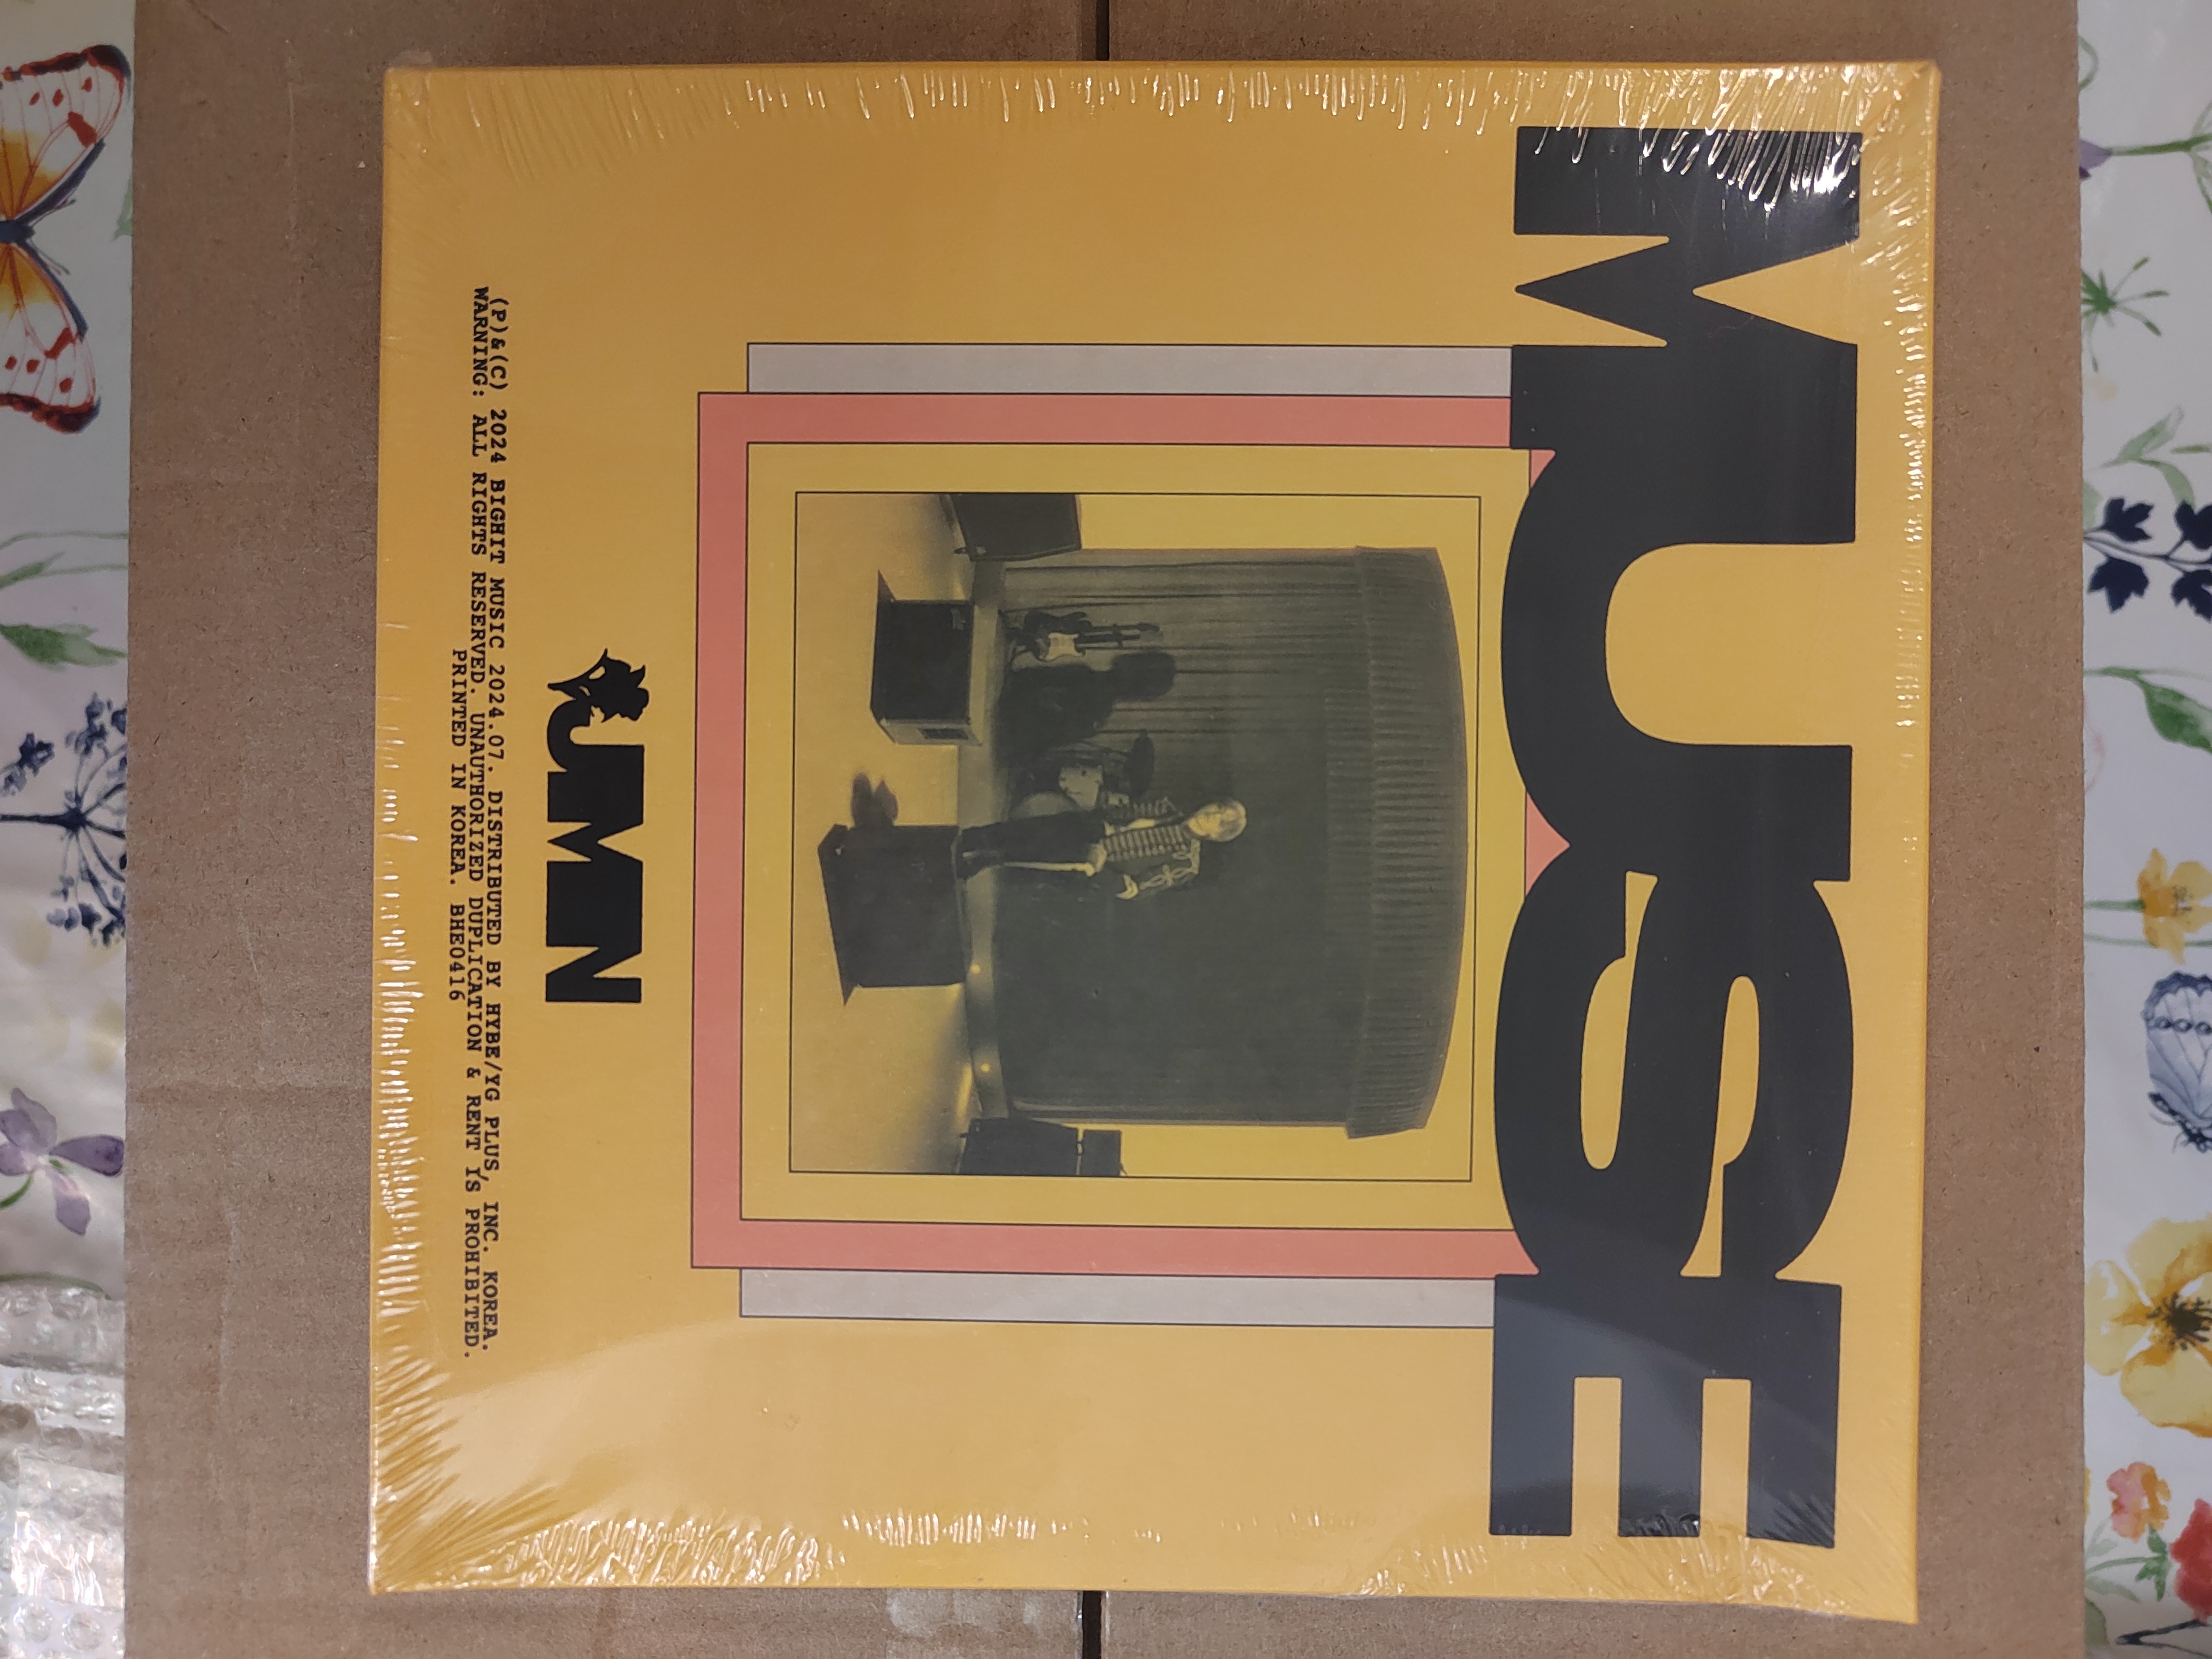 MUSE
JMN
(P)&(C) 2024 BIGHIT MUSIC 2024.07. DISTRIBUTED BY HYBE/YG PLUS, INC. KOREA.
WARNING: ALL RIGHTS RESERVED. UNAUTHORIZED DUPLICATION & RENT IS PROHIBITED.
PRINTED IN KOREA. BHE0416